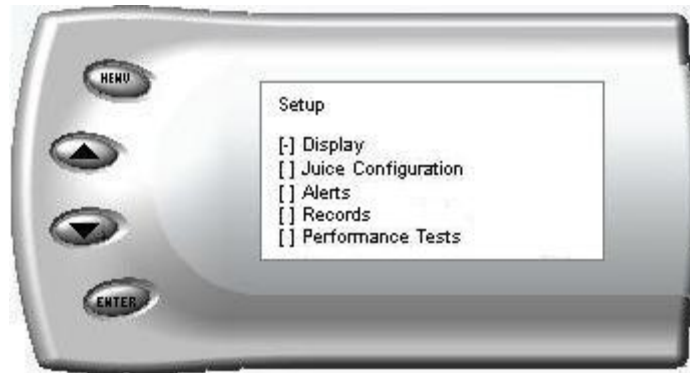 MENU
Setup
[-] Display
[ ] Juice Configuration
[ ] Alerts
[ ] Records
[ ] Performance Tests
ENTER